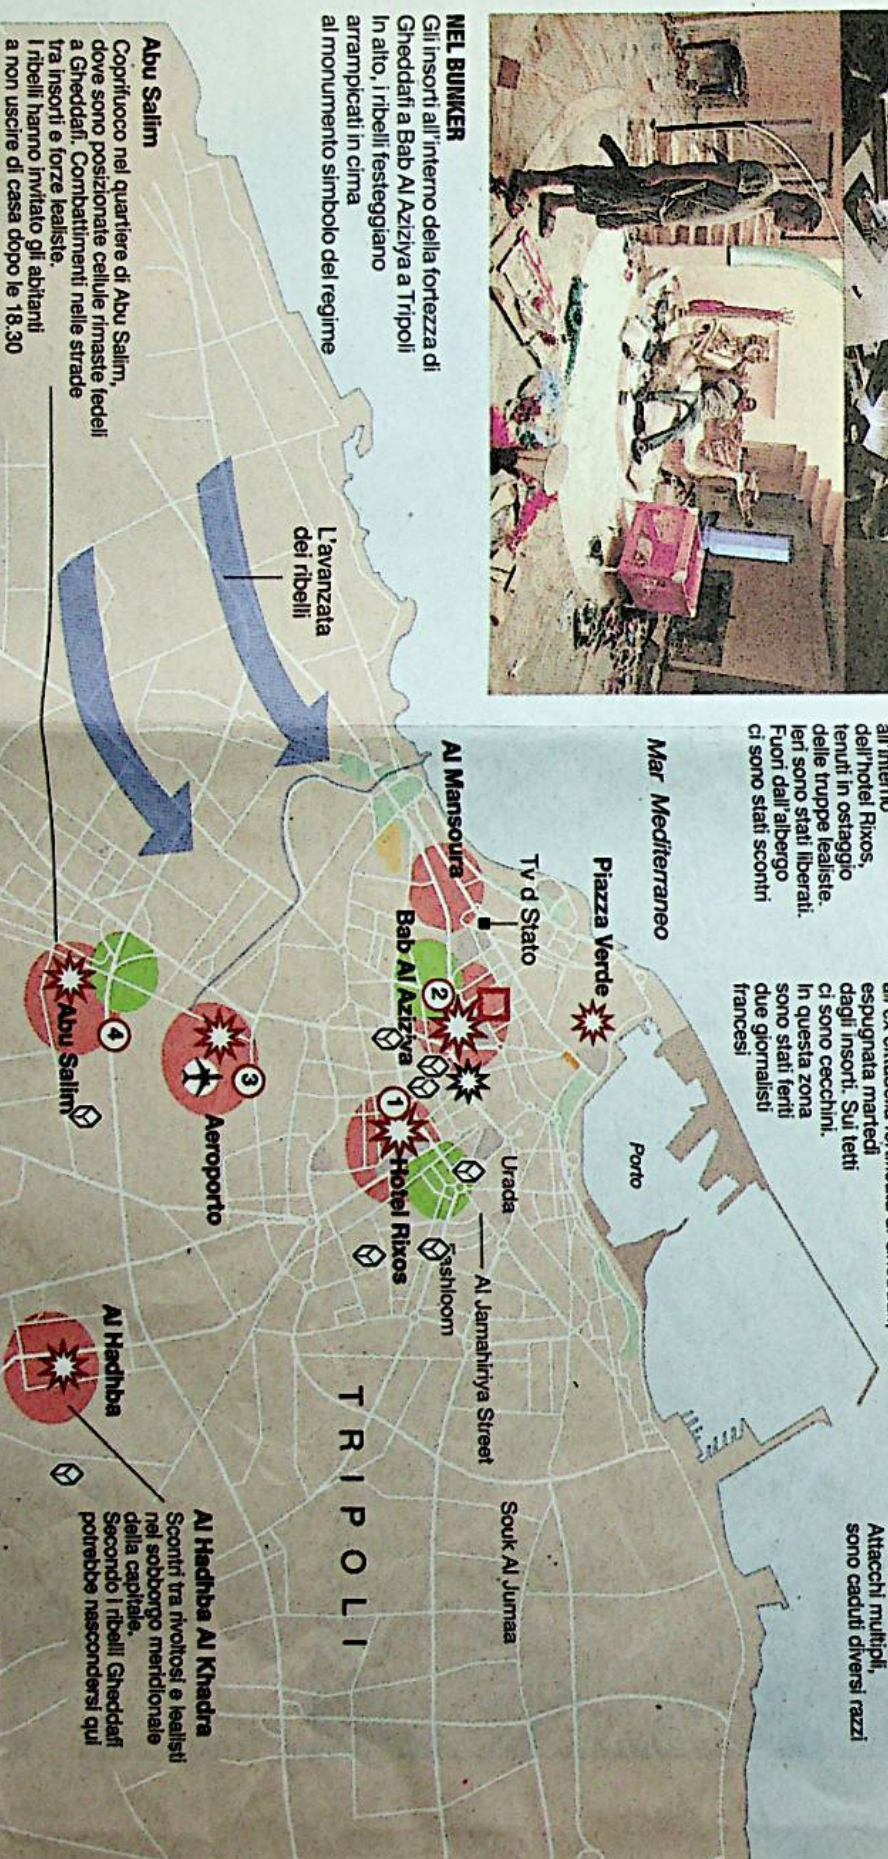 NEL BUNKER
Gli insorti all'interno della fortezza di
Gheddafi a Bab Al Aziziya a Tripoli
In alto, i ribelli festeggiano
arrampicati in cima
al monumento simbolo del regime
all'interno
dell'hotel Rixos,
tenuti in ostaggio
delle truppe lealiste.
Ieri sono stati liberati.
Fuori dall'albergo
ci sono stati scontri
espugnata martedì
dagli insorti. Sui tetti
ci sono cecchini.
In questa zona
sono stati feriti
due giornalisti
francesi
Attacchi multipli,
sono caduti diversi razzi
Mar Mediterraneo
Piazza Verde
Porto
Tv d Stato
Al Mansoura
Urada
Al Jamahiriya Street
Souk Al Jumaa
2
Bab Al Aziziya
1
Hotel Rixos
ashloom
L'avanzata
dei ribelli
TRIPOLI
3
Aeroporto
4
Abu Salim
Al Hadhba
Abu Salim
Coprifuoco nel quartiere di Abu Salim,
dove sono posizionate cellule rimaste fedeli
a Gheddafi. Combattimenti nelle strade
tra insorti e forze lealiste.
I ribelli hanno invitato gli abitanti
a non uscire di casa dopo le 18.30
Al Hadhba Al Khadra
Scontri tra rivoltosi e lealisti
nel sobborgo meridionale
della capitale.
Secondo i ribelli Gheddafi
potrebbe nascondersi qui